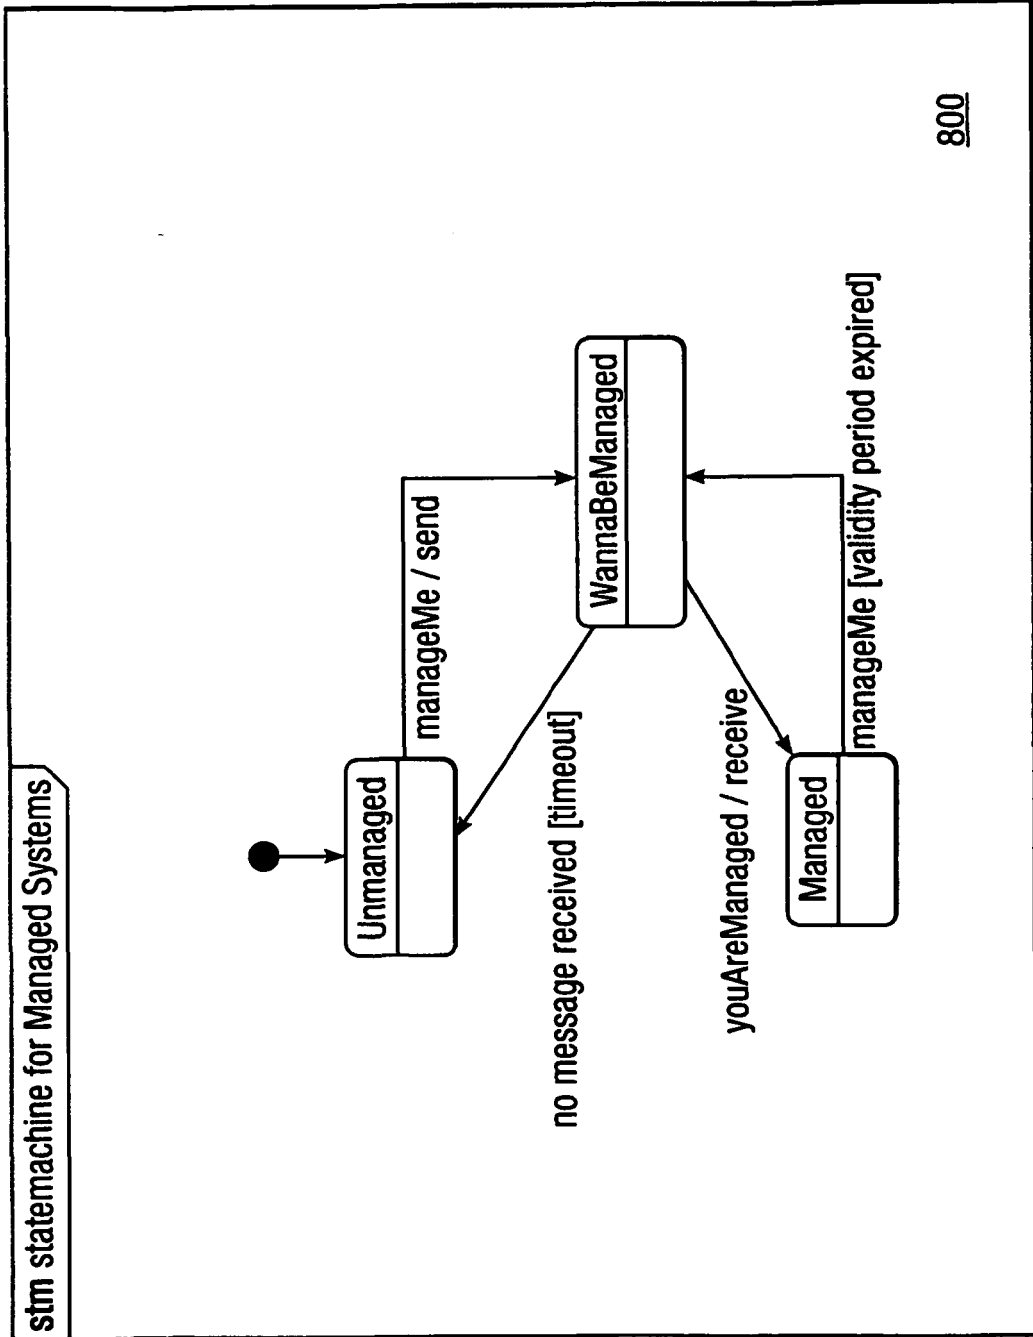 stm statemachine for Managed Systems
Unmanaged
manageMe / send
no message received [timeout]
WannaBeManaged
youAreManaged / receive
Managed
manageMe [validity period expired]
800